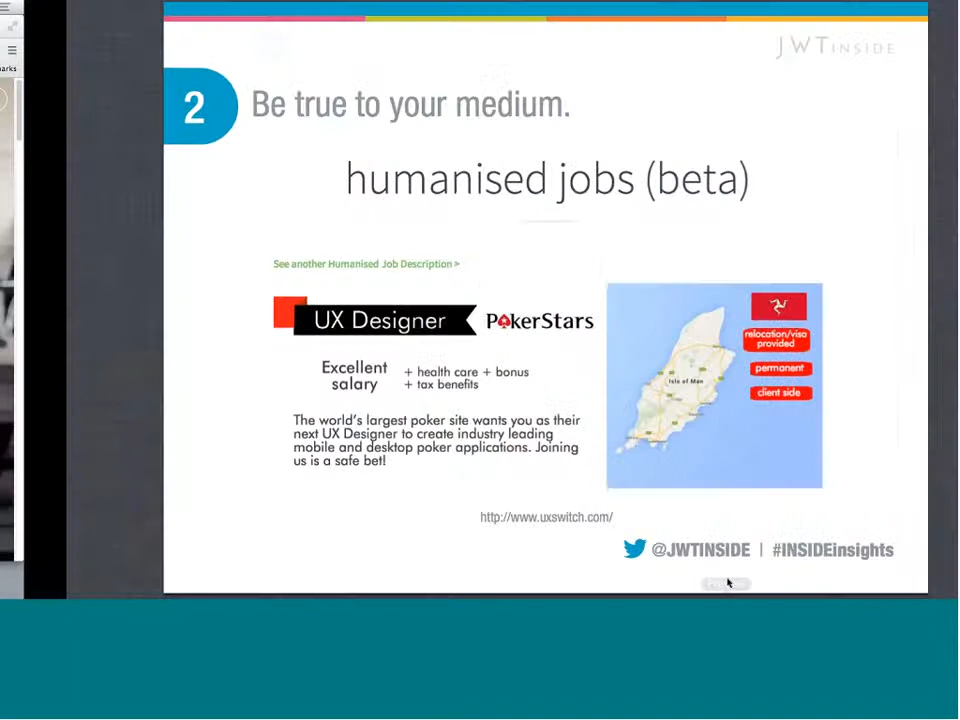 arks
JWTINSIDE
2
Be true to your medium.
humanised jobs (beta)
See another Humanised Job Description >
UX Designer
PokerStars
Excellent
salary
+ health care + bonus
+ tax benefits
The world's largest poker site wants you as their
next UX Designer to create industry leading
mobile and desktop poker applications. Joining
us is a safe bet!
relocation/visa
provided
permanent
client side
Isle of Man
http://www.uxswitch.com/
@JWTINSIDE | #INSIDEinsights